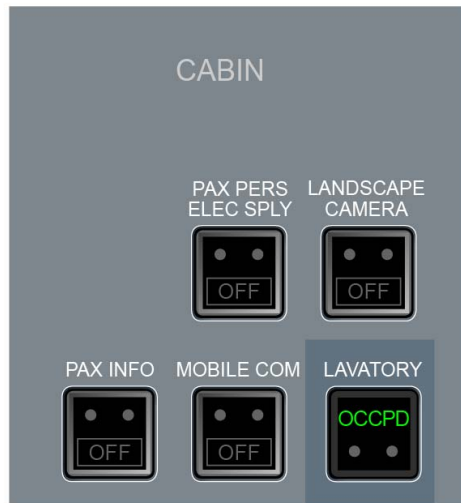 CABIN
PAX PERS
ELEC SPLY
LANDSCAPE
CAMERA
OFF
OFF
PAX INFO
MOBILE COM
LAVATORY
OFF
OFF
OCCPD